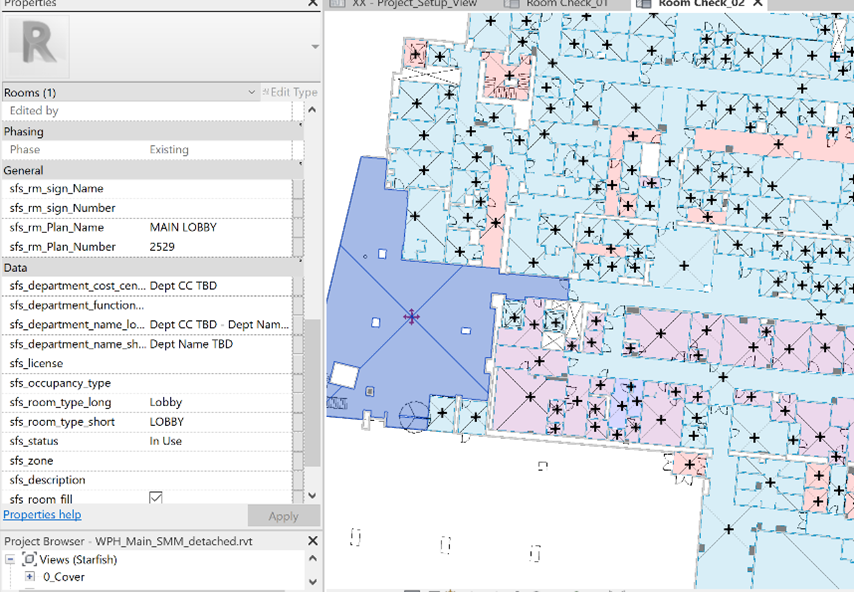 Properties
XX - Project_Setup_View
Room Check_01
Room Check_02
R
Rooms (1)
Edit Type
Edited by
Phasing
Phase Existing
General
sfs_rm_sign_Name
sfs_rm_sign_Number
sfs_rm_Plan_Name MAIN LOBBY
sfs_rm_Plan_Number 2529
Data
sfs_department_cost_cen... Dept CC TBD
sfs_department_function...
sfs_department_name_lo... Dept CC TBD - Dept Nam...
sfs_department_name_sh... Dept Name TBD
sfs_license
sfs_occupancy_type
sfs_room_type_long Lobby
sfs_room_type_short LOBBY
sfs_status In Use
sfs_zone
sfs_description
sfs_room_fill
Properties help
Apply
Project Browser - WPH_Main_SMM_detached.rvt
Views (Starfish)
0_Cover